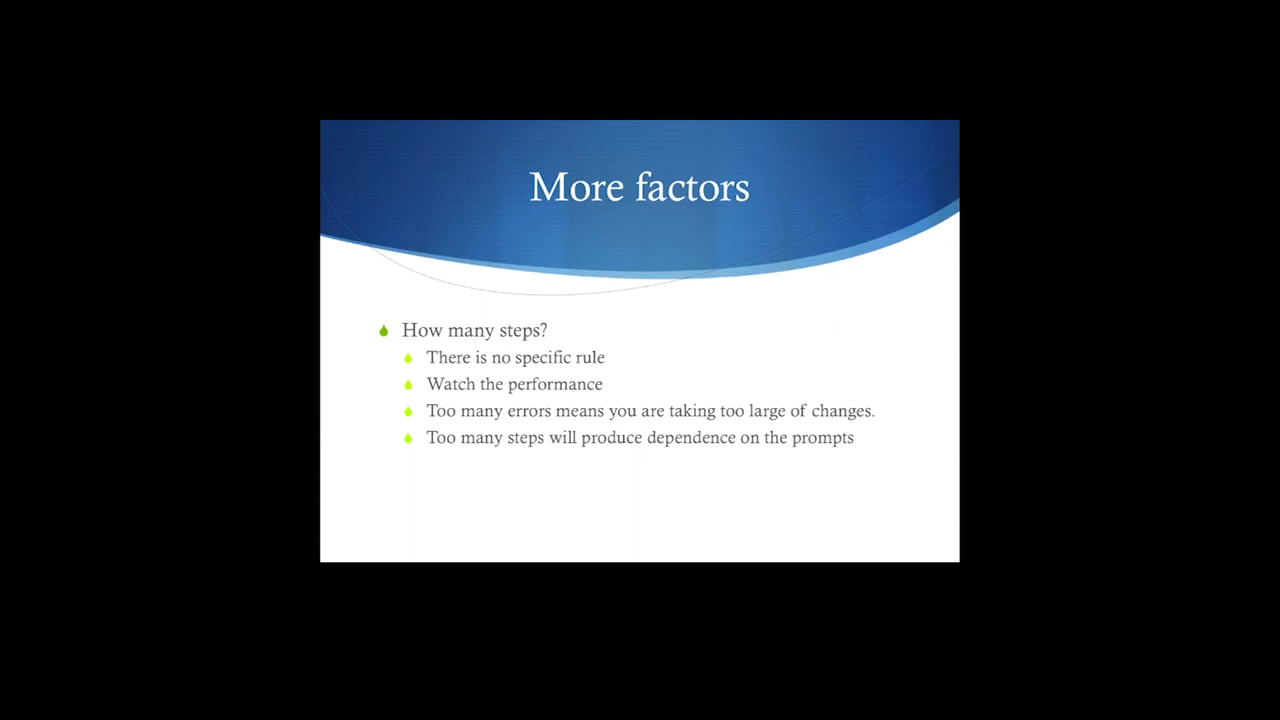 More factors
How many steps?
There is no specific rule
Watch the performance
Too many errors means you are taking too large of changes.
Too many steps will produce dependence on the prompts